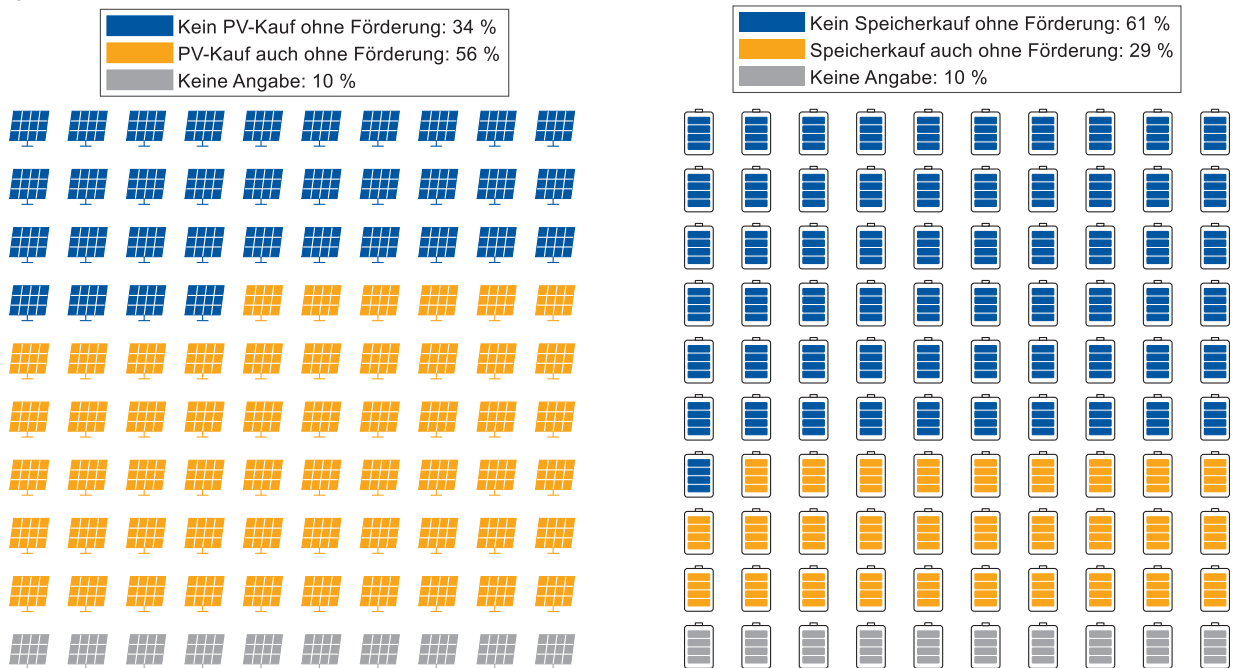 Kein PV-Kauf ohne Förderung: 34 %
PV-Kauf auch ohne Förderung: 56 %
Keine Angabe: 10 %
Kein Speicherkauf ohne Förderung: 61 %
Speicherkauf auch ohne Förderung: 29 %
Keine Angabe: 10 %